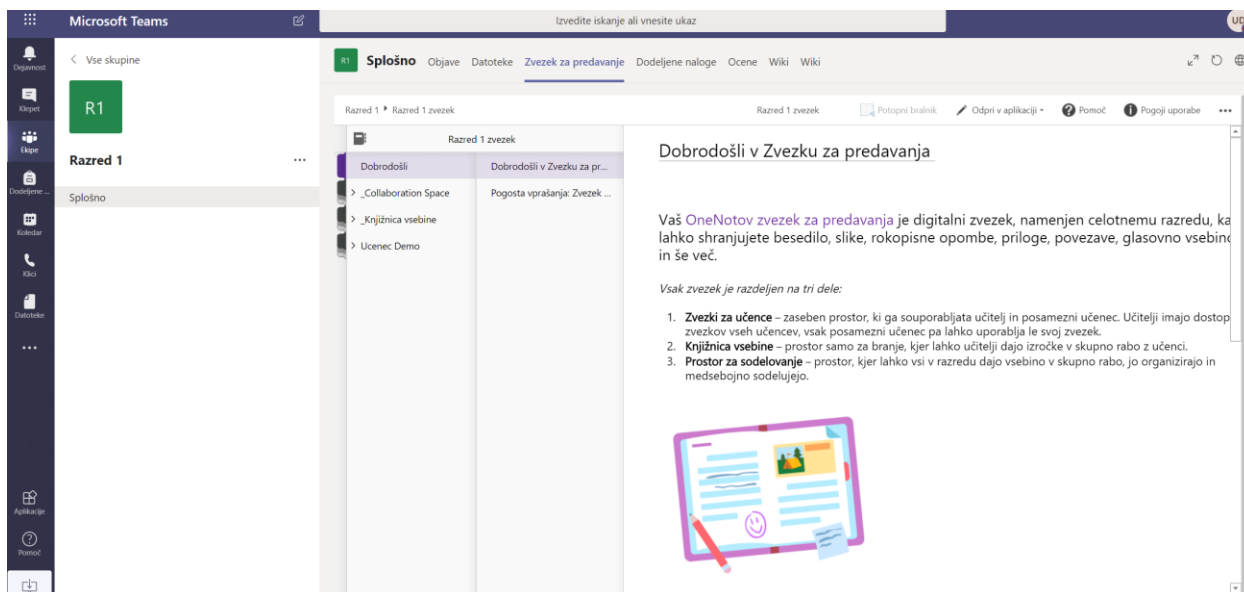 Microsoft Teams
Izvedite iskanje ali vnesite ukaz
UD
Dejavnost
Klepet
Ekipe
Dodeljene ...
Koledar
Klici
Datoteke
Aplikacije
Pomoč
Vse skupine
R1
Razred 1
Splošno
R1 Splošno Objave Datoteke Zvezek za predavanje Dodeljene naloge Ocene Wiki Wiki
Razred 1 Razred 1 zvezek
Razred 1 zvezek Potopni bralnik Odpri v aplikaciji Pomoč Pogoji uporabe
Razred 1 zvezek
Dobrodošli
_Collaboration Space
_Knjižnica vsebine
Ucenec Demo
Dobrodošli v Zvezku za pr...
Pogosta vprašanja: Zvezek ...
Dobrodošli v Zvezku za predavanja
Vaš OneNotov zvezek za predavanja je digitalni zvezek, namenjen celotnemu razredu, ka
lahko shranjujete besedilo, slike, rokopisne opombe, priloge, povezave, glasovno vsebino
in še več.
Vsak zvezek je razdeljen na tri dele:
1. Zvezki za učence – zaseben prostor, ki ga souporabljata učitelj in posamezni učenec. Učitelji imajo dostop
zvezkov vseh učencev, vsak posamezni učenec pa lahko uporablja le svoj zvezek.
2. Knjižnica vsebine – prostor samo za branje, kjer lahko učitelji dajo izročke v skupno rabo z učenci.
3. Prostor za sodelovanje – prostor, kjer lahko vsi v razredu dajo vsebino v skupno rabo, jo organizirajo in
medsebojno sodelujejo.